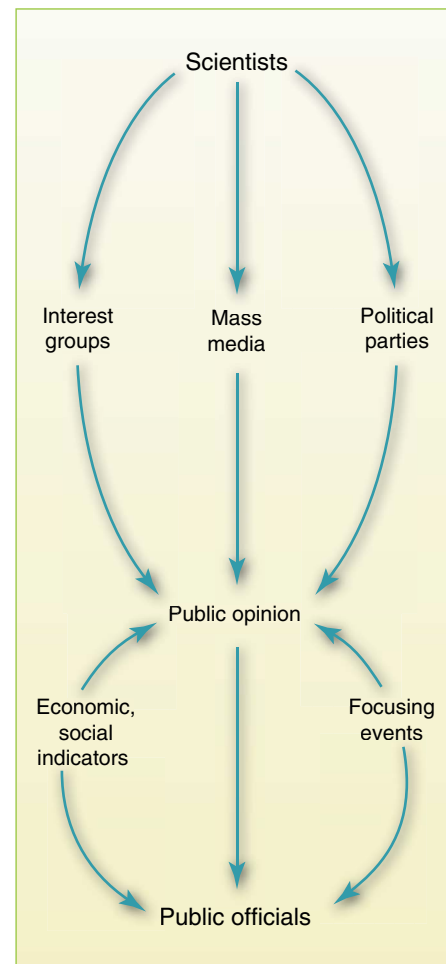 Scientists
Interest
groups
Mass
media
Political
parties
Public opinion
Economic,
social
indicators
Focusing
events
Public officials